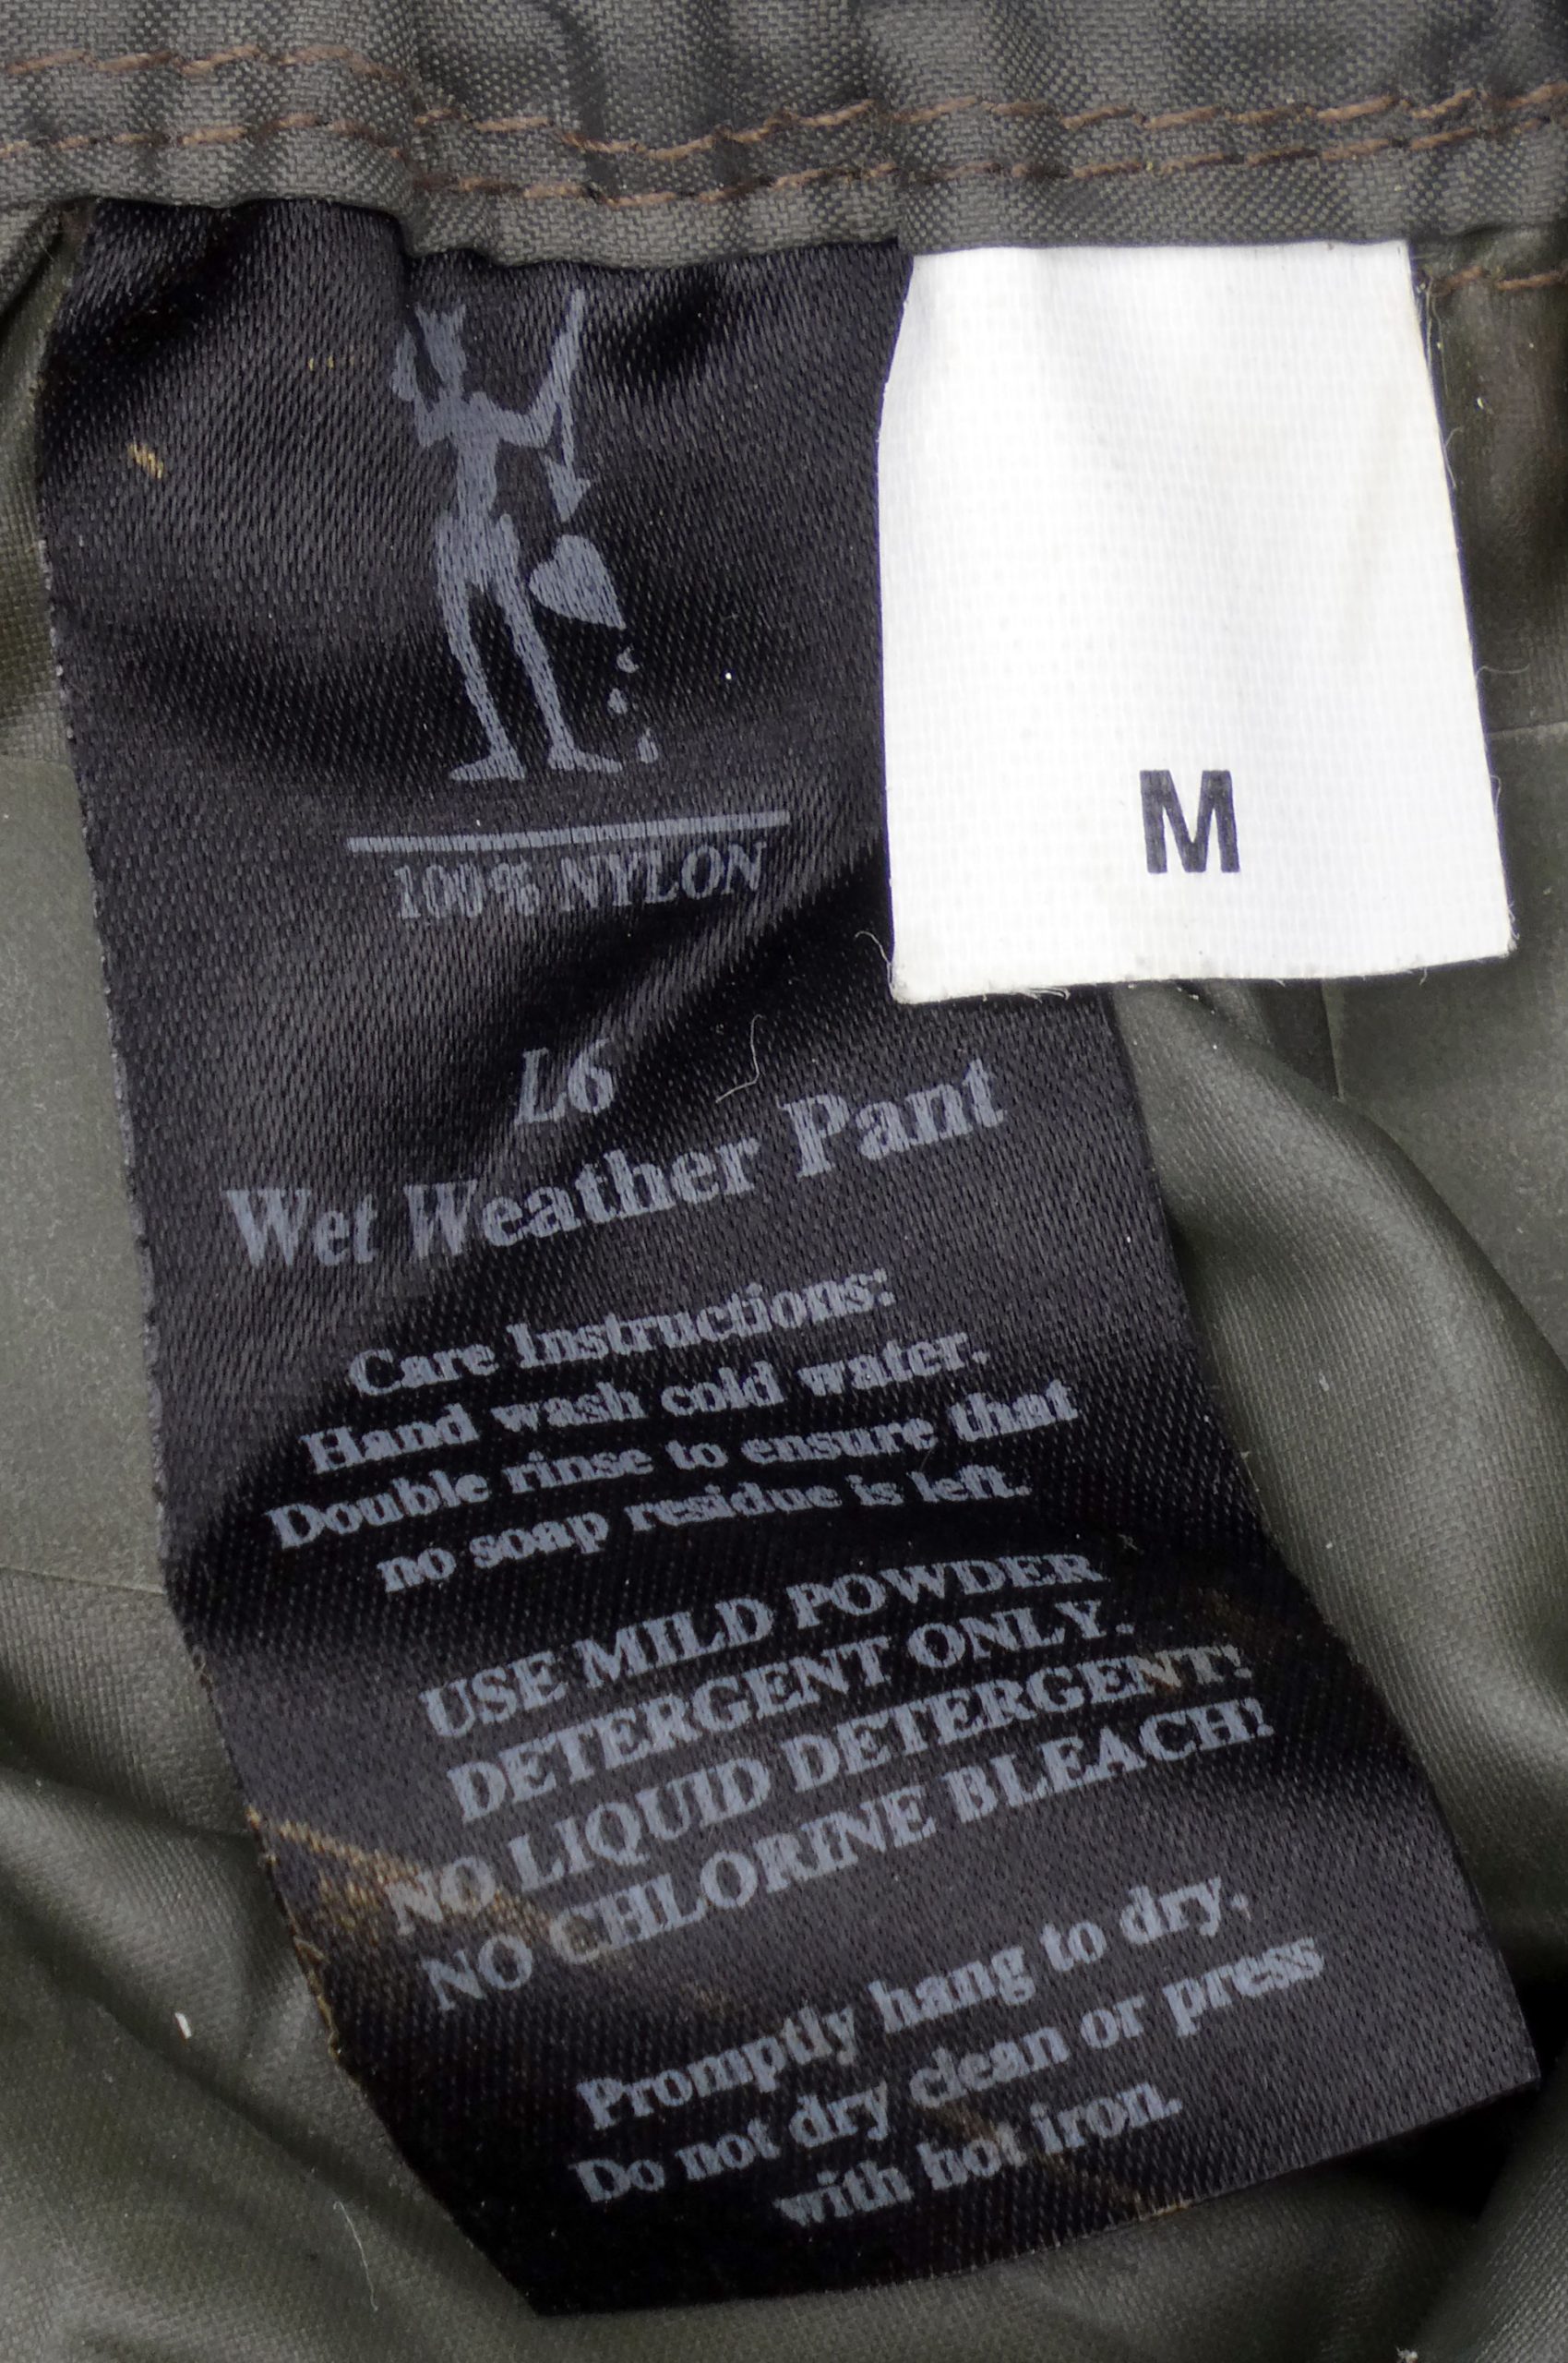 M
100% NYLON
L6
Wet Weather Pant
Care Instructions:
Hand wash cold water.
Double rinse to ensure that
no soap residue is left.
USE MILD POWDER
DETERGENT ONLY.
NO LIQUID DETERGENT!
NO CHLORINE BLEACH!
Promptly hang to dry.
Do not dry clean or press
with hot iron.